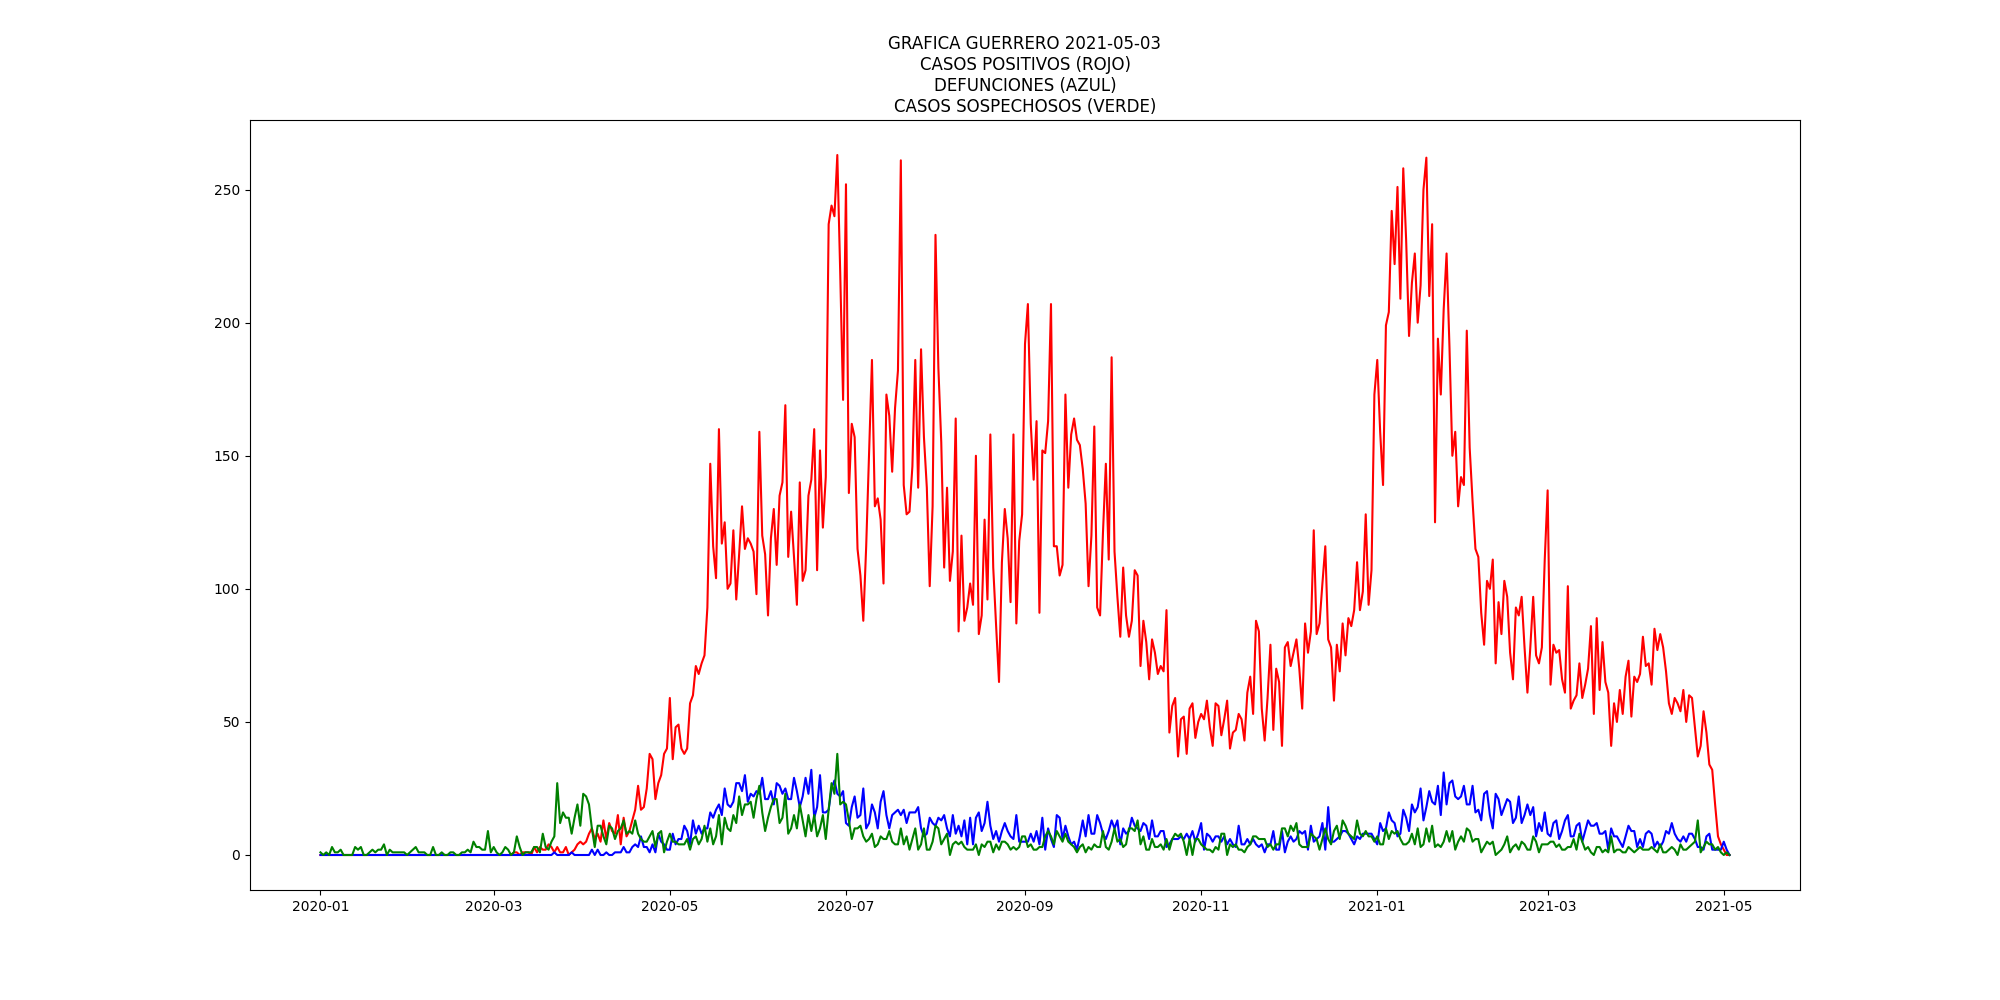 GRAFICA GUERRERO 2021-05-03
CASOS POSITIVOS (ROJO)
DEFUNCIONES (AZUL)
CASOS SOSPECHOSOS (VERDE)
250
200
150
100
50
0
2020-01 2020-03 2020-05 2020-07 2020-09 2020-11 2021-01 2021-03 2021-05